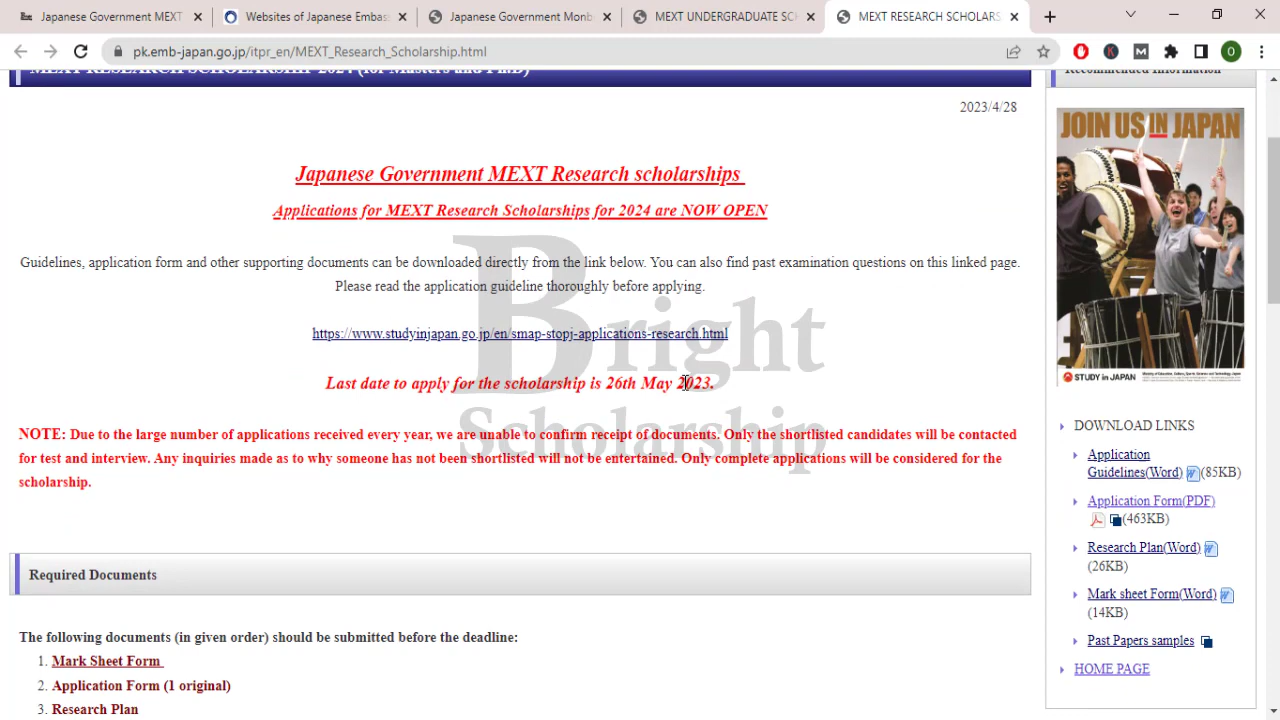 Japanese Government MEXT
Websites of Japanese Embas
Japanese Government Monb
MEXT UNDERGRADUATE SC
MEXT RESEARCH SCHOLARS
pk.emb-japan.go.jp/itpr_en/MEXT_Research_Scholarship.html
O
MEXT RESEARCH SCHOLARSHIP 2024 (for Masters and PhD)
2023/4/28
Japanese Government MEXT Research scholarships
Applications for MEXT Research Scholarships for 2024 are NOW OPEN
Guidelines, application form and other supporting documents can be downloaded directly from the link below. You can also find past examination questions on this linked page.
Please read the application guideline thoroughly before applying.
https://www.studyinjapan.go.jp/en/smap-stopj-applications-research.html
Last date to apply for the scholarship is 26th May 2023.
NOTE: Due to the large number of applications received every year, we are unable to confirm receipt of documents. Only the shortlisted candidates will be contacted
for test and interview. Any inquiries made as to why someone has not been shortlisted will not be entertained. Only complete applications will be considered for the
scholarship.
Bright
Scholarship
Required Documents
The following documents (in given order) should be submitted before the deadline:
1. Mark Sheet Form
2. Application Form (1 original)
3. Research Plan
Recommended Information
JOIN US IN JAPAN
STUDY in JAPAN
DOWNLOAD LINKS
Application
Guidelines(Word) (85KB)
Application Form(PDF)
(463KB)
Research Plan(Word)
(26KB)
Mark sheet Form(Word)
(14KB)
Past Papers samples
HOME PAGE